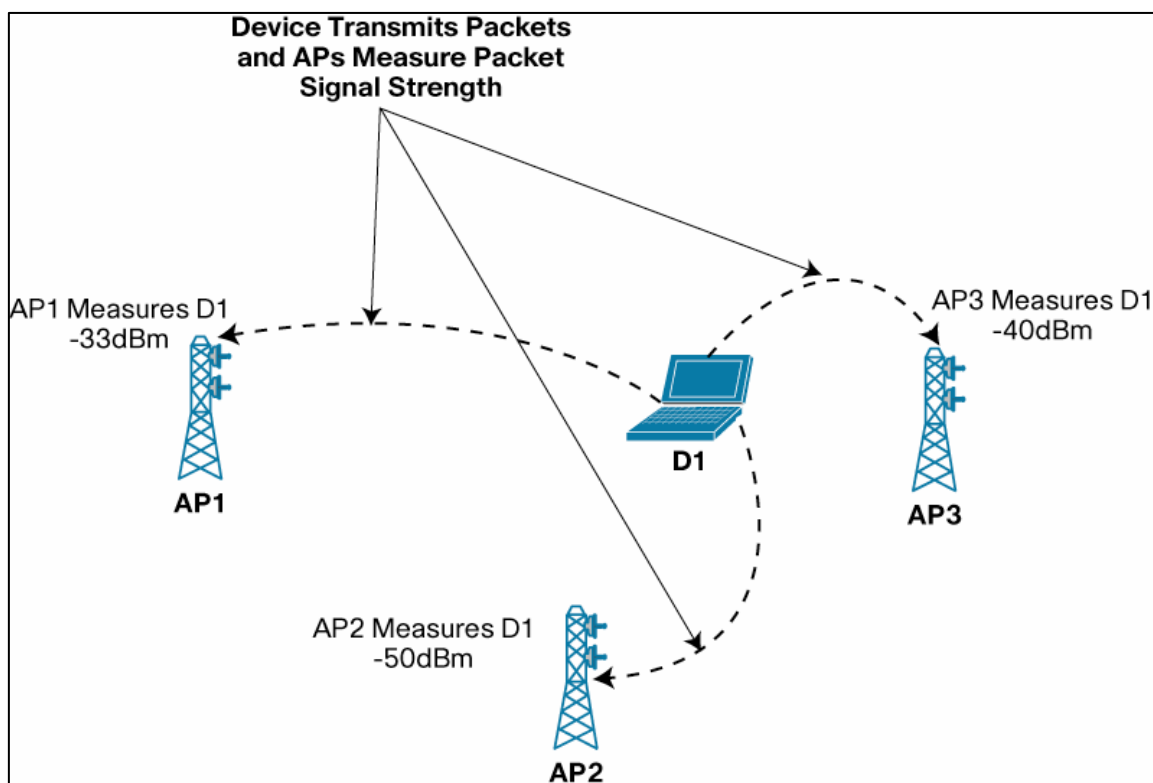 Device Transmits Packets
and APs Measure Packet
Signal Strength
AP1 Measures D1
-33dBm
AP3 Measures D1
-40dBm
D1
AP1
AP3
AP2 Measures D1
-50dBm
AP2